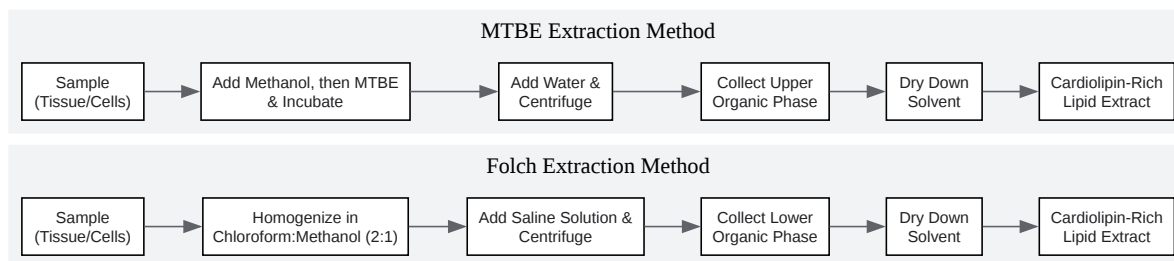 MTBE Extraction Method
Sample
(Tissue/Cells)
Add Methanol, then MTBE
& Incubate
Add Water &
Centrifuge
Collect Upper
Organic Phase
Dry Down
Solvent
Cardiolipin-Rich
Lipid Extract
Folch Extraction Method
Sample
(Tissue/Cells)
Homogenize in
Chloroform:Methanol (2:1)
Add Saline Solution &
Centrifuge
Collect Lower
Organic Phase
Dry Down
Solvent
Cardiolipin-Rich
Lipid Extract